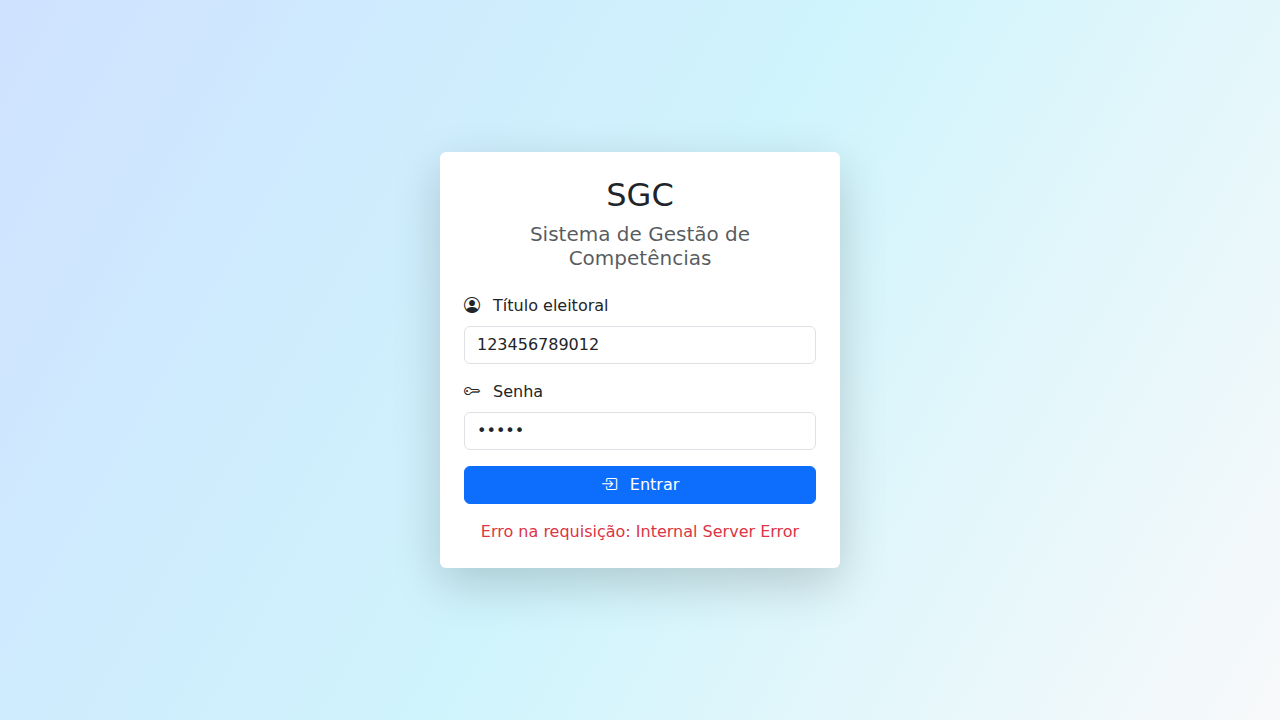 SGC
Sistema de Gestão de
Competências
Título eleitoral
123456789012
Senha
•••••
Entrar
Erro na requisição: Internal Server Error